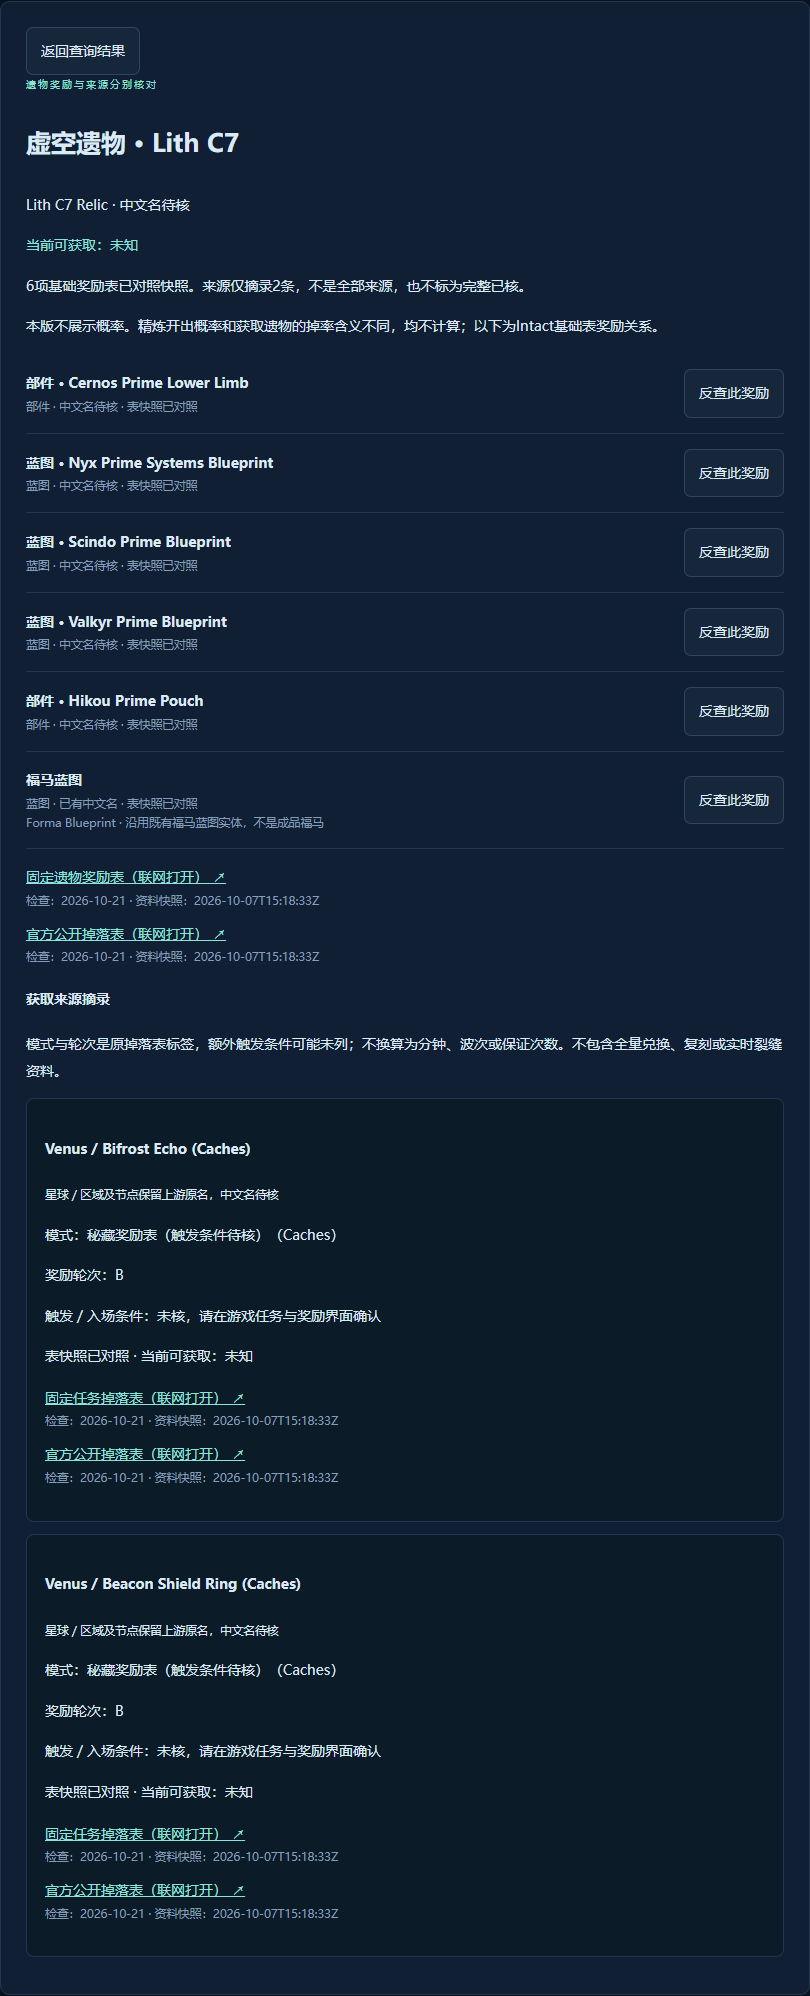 返回查询结果
遗物奖励与来源分别核对
虚空遗物 • Lith C7
Lith C7 Relic · 中文名待核
当前可获取：未知
6项基础奖励表已对照快照。来源仅摘录2条，不是全部来源，也不标为完整已核。
本版不展示概率。精炼开出概率和获取遗物的掉率含义不同，均不计算；以下为Intact基础表奖励关系。
部件 • Cernos Prime Lower Limb
部件 · 中文名待核 · 表快照已对照
反查此奖励
蓝图 • Nyx Prime Systems Blueprint
蓝图 · 中文名待核 · 表快照已对照
反查此奖励
蓝图 • Scindo Prime Blueprint
蓝图 · 中文名待核 · 表快照已对照
反查此奖励
蓝图 • Valkyr Prime Blueprint
蓝图 · 中文名待核 · 表快照已对照
反查此奖励
部件 • Hikou Prime Pouch
部件 · 中文名待核 · 表快照已对照
反查此奖励
福马蓝图
蓝图 · 已有中文名 · 表快照已对照
Forma Blueprint · 沿用既有福马蓝图实体，不是成品福马
反查此奖励
固定遗物奖励表（联网打开） ↗
检查：2026-10-21 · 资料快照：2026-10-07T15:18:33Z
官方公开掉落表（联网打开） ↗
检查：2026-10-21 · 资料快照：2026-10-07T15:18:33Z
获取来源摘录
模式与轮次是原掉落表标签，额外触发条件可能未列；不换算为分钟、波次或保证次数。不包含全量兑换、复刻或实时裂缝
资料。
Venus / Bifrost Echo (Caches)
星球 / 区域及节点保留上游原名，中文名待核
模式：秘藏奖励表（触发条件待核）（Caches）
奖励轮次：B
触发 / 入场条件：未核，请在游戏任务与奖励界面确认
表快照已对照 · 当前可获取：未知
固定任务掉落表（联网打开） ↗
检查：2026-10-21 · 资料快照：2026-10-07T15:18:33Z
官方公开掉落表（联网打开） ↗
检查：2026-10-21 · 资料快照：2026-10-07T15:18:33Z
Venus / Beacon Shield Ring (Caches)
星球 / 区域及节点保留上游原名，中文名待核
模式：秘藏奖励表（触发条件待核）（Caches）
奖励轮次：B
触发 / 入场条件：未核，请在游戏任务与奖励界面确认
表快照已对照 · 当前可获取：未知
固定任务掉落表（联网打开） ↗
检查：2026-10-21 · 资料快照：2026-10-07T15:18:33Z
官方公开掉落表（联网打开） ↗
检查：2026-10-21 · 资料快照：2026-10-07T15:18:33Z